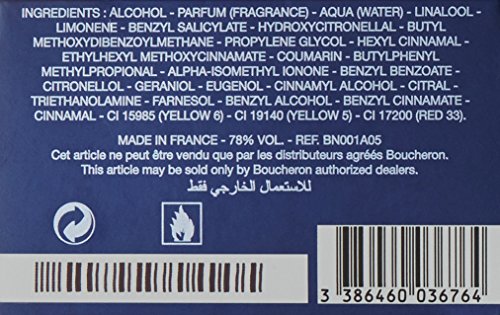 INGREDIENTS : ALCOHOL - PARFUM (FRAGRANCE) - AQUA (WATER) - LINALOOL -
LIMONENE - BENZYL SALICYLATE - HYDROXYCITRONELLAL - BUTYL
METHOXYDIBENZOYLMETHANE - PROPYLENE GLYCOL - HEXYL CINNAMAL -
ETHYLHEXYL METHOXYCINNAMATE - COUMARIN - BUTYLPHENYL
METHYLPROPIONAL - ALPHA-ISOMETHYL IONONE - BENZYL BENZOATE -
CITRONELLOL - GERANIOL - EUGENOL - CINNAMYL ALCOHOL - CITRAL -
TRIETHANOLAMINE - FARNESOL - BENZYL ALCOHOL - BENZYL CINNAMATE -
CINNAMAL - CI 15985 (YELLOW 6) - CI 19140 (YELLOW 5) - CI 17200 (RED 33).
MADE IN FRANCE - 78% VOL. - REF. BN001A05
Cet article ne peut être vendu que par les distributeurs agréés Boucheron.
This article may be sold only by Boucheron authorized dealers.
للاستعمال الخارجي فقط
3 386460 036764